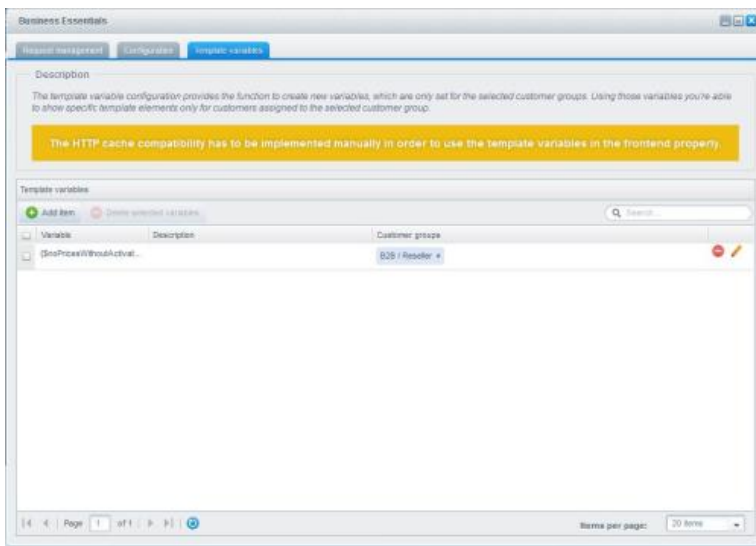 Business Essentials
Request management Configuration Template variables
Description
The template variable configuration provides the function to create new variables, which are only set for the selected customer groups. Using those variables you're able
to show specific template elements only for customers assigned to the selected customer group.
The HTTP cache compatibility has to be implemented manually in order to use the template variables in the frontend properly.
Template variables
Add item Delete selected variables Search...
Variable Description Customer groups
{$noPricesWithoutActivat... B2B / Reseller
Page 1 of 1 Items per page: 20 items